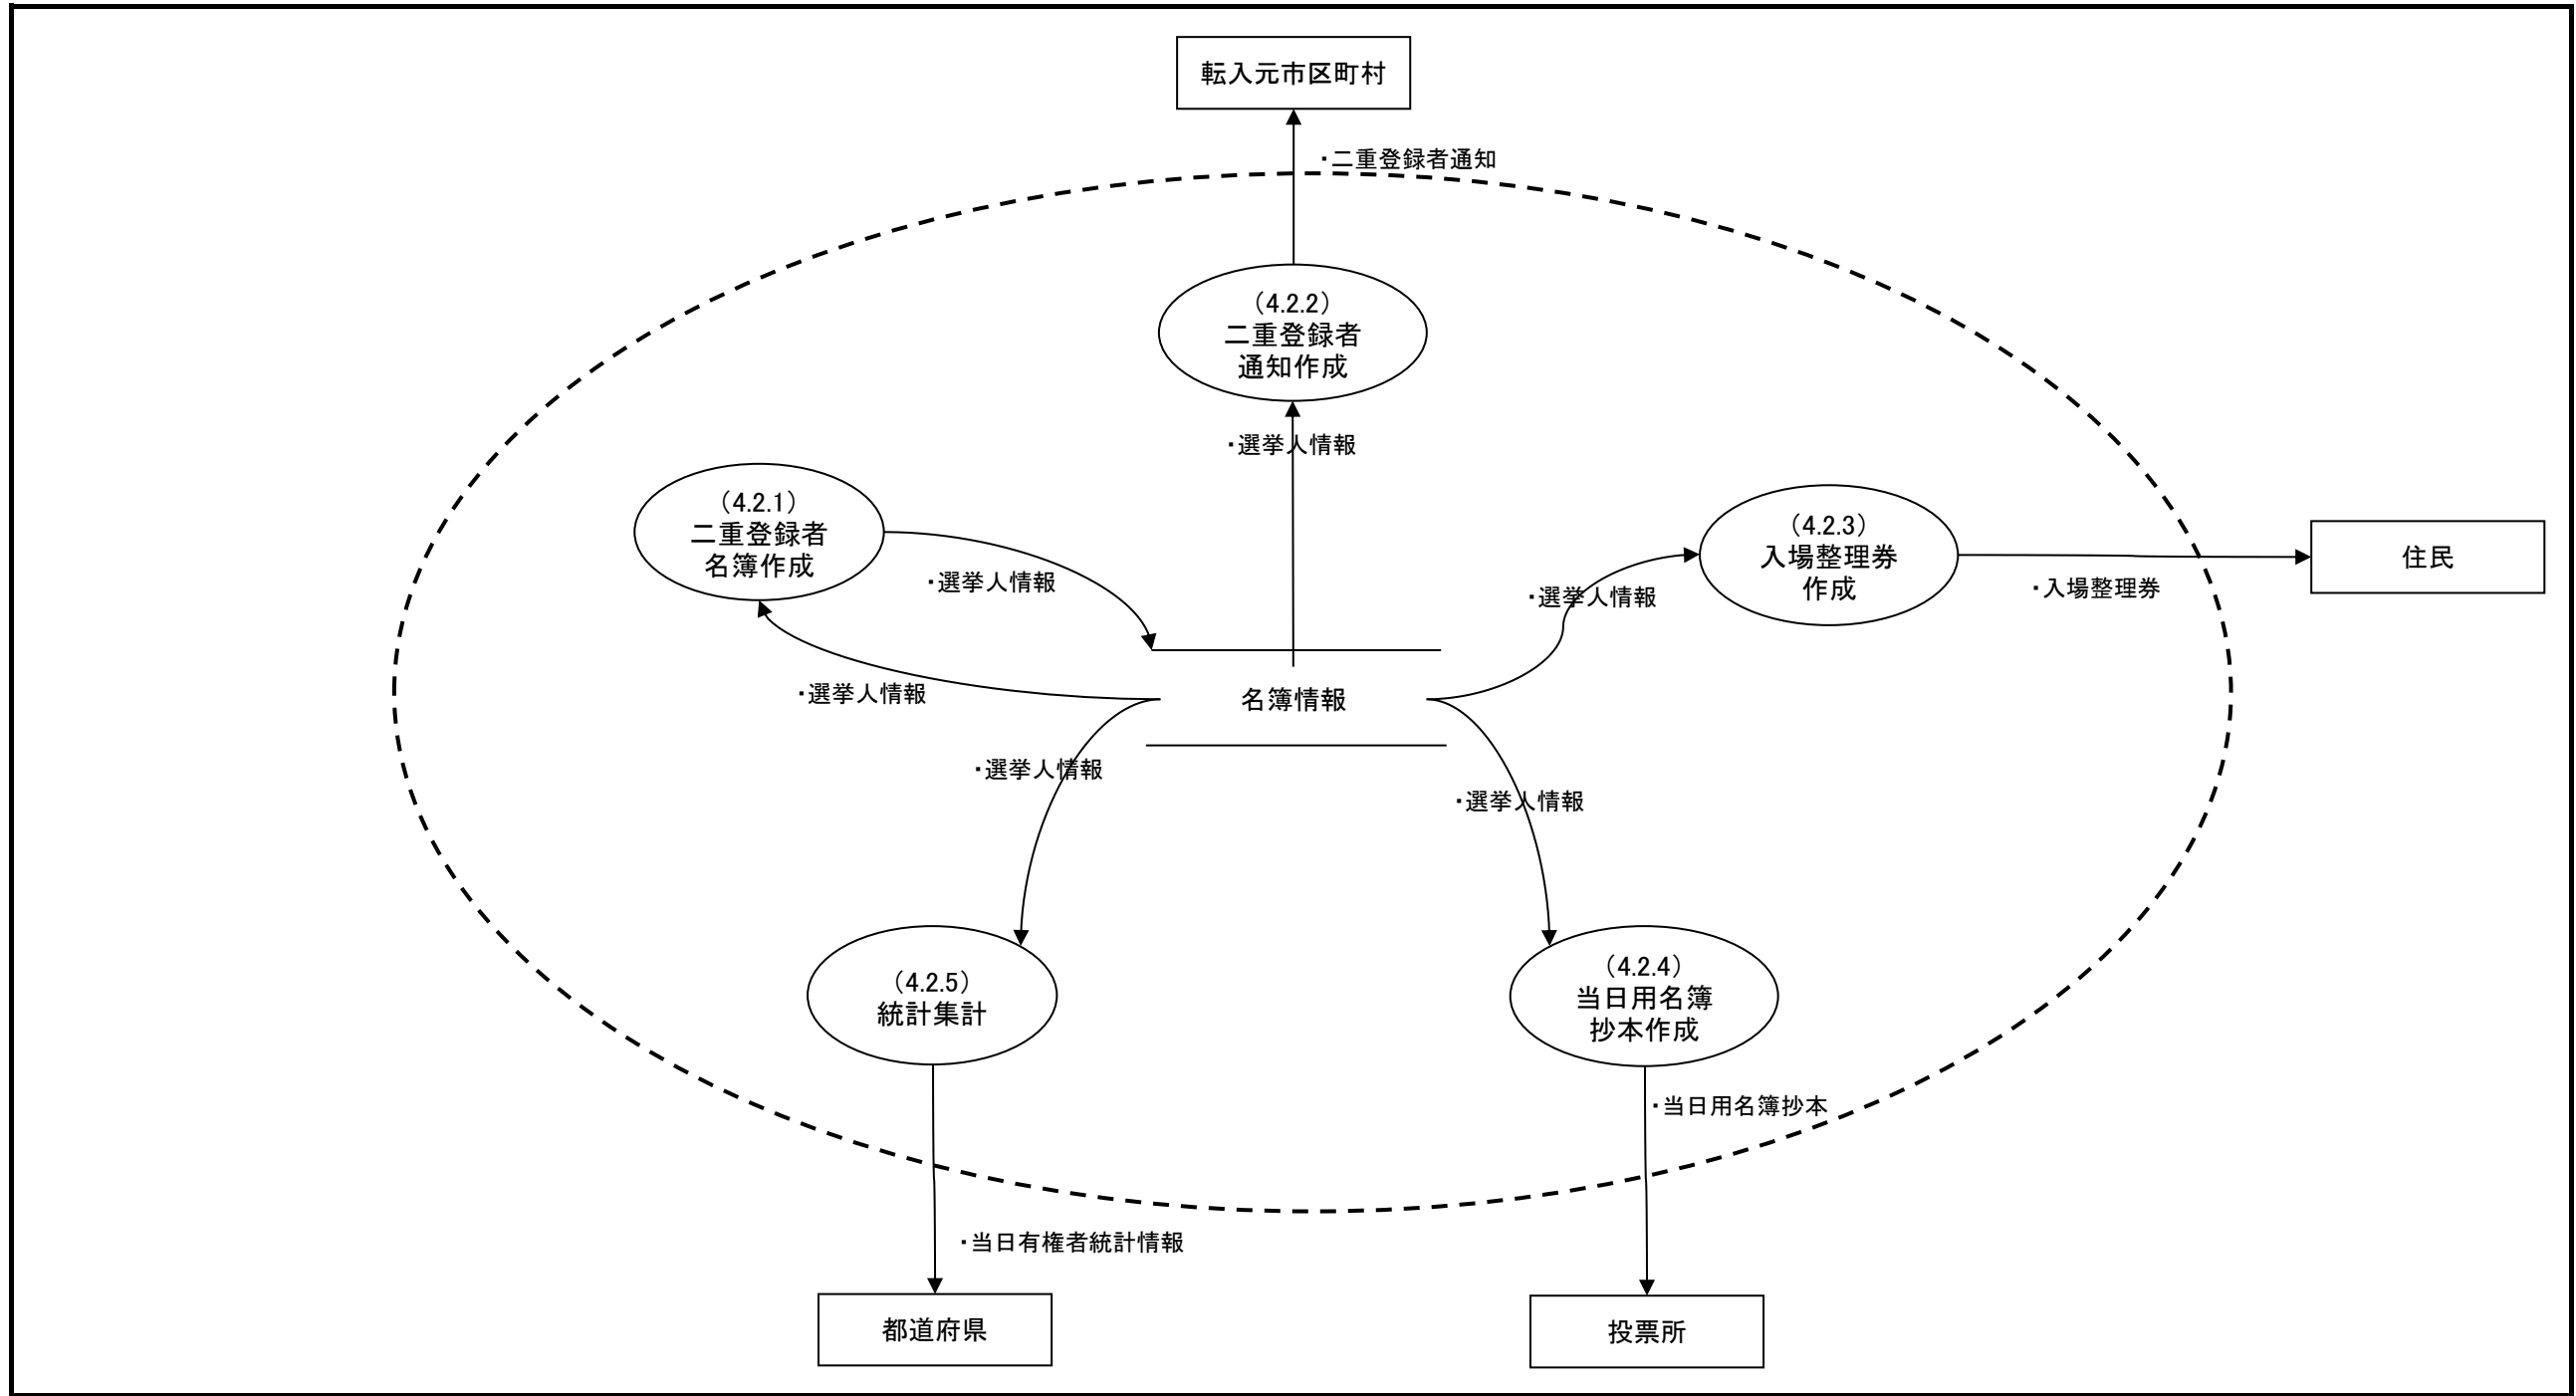 転入元市区町村
・二重登録者通知
（4.2.2）
二重登録者
通知作成
・選挙人情報
（4.2.1）
二重登録者
名簿作成
・選挙人情報
・選挙人情報
（4.2.3）
入場整理券
作成
・選挙人情報
・入場整理券
住民
名簿情報
・選挙人情報
・選挙人情報
（4.2.5）
統計集計
（4.2.4）
当日用名簿
抄本作成
・当日用名簿抄本
・当日有権者統計情報
都道府県
投票所